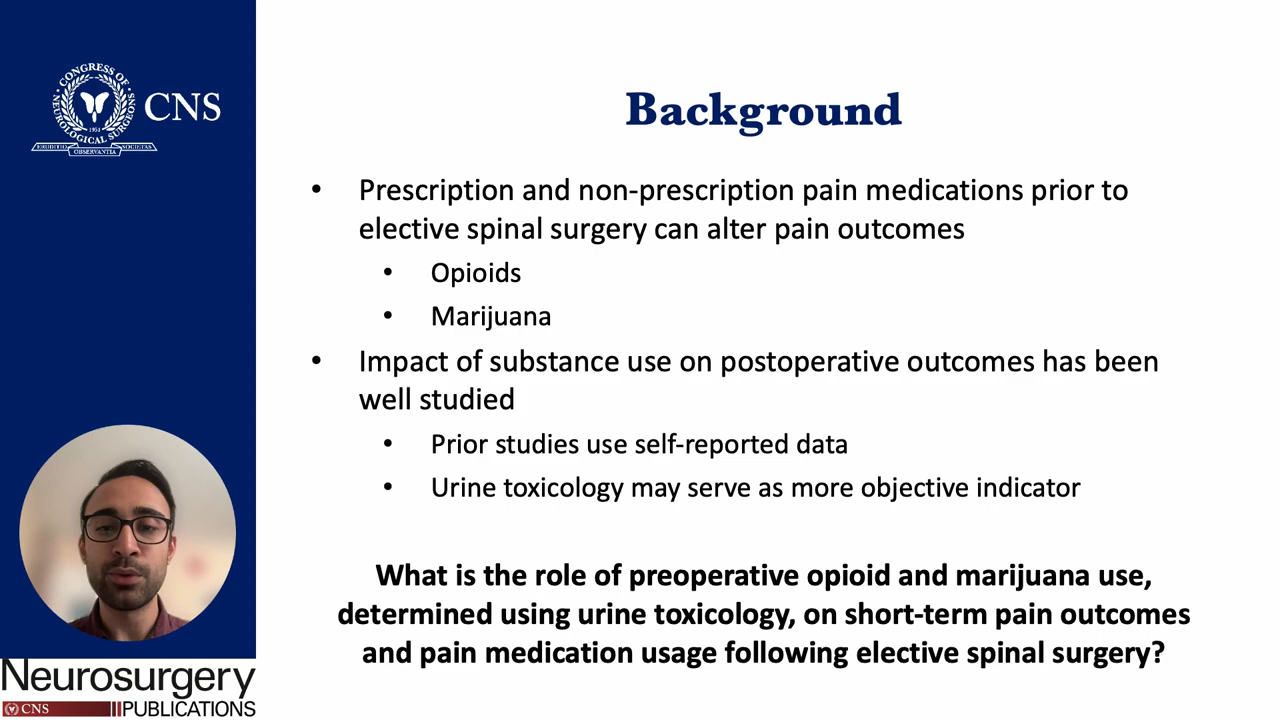 CONGRESS OF NEUROLOGICAL SURGEONS
1951
ERUDITIO OBSERVANTIA SOCIETAS
CNS
Background
• Prescription and non-prescription pain medications prior to
elective spinal surgery can alter pain outcomes
• Opioids
• Marijuana
• Impact of substance use on postoperative outcomes has been
well studied
• Prior studies use self-reported data
• Urine toxicology may serve as more objective indicator
What is the role of preoperative opioid and marijuana use,
determined using urine toxicology, on short-term pain outcomes
and pain medication usage following elective spinal surgery?
Neurosurgery
CNS PUBLICATIONS